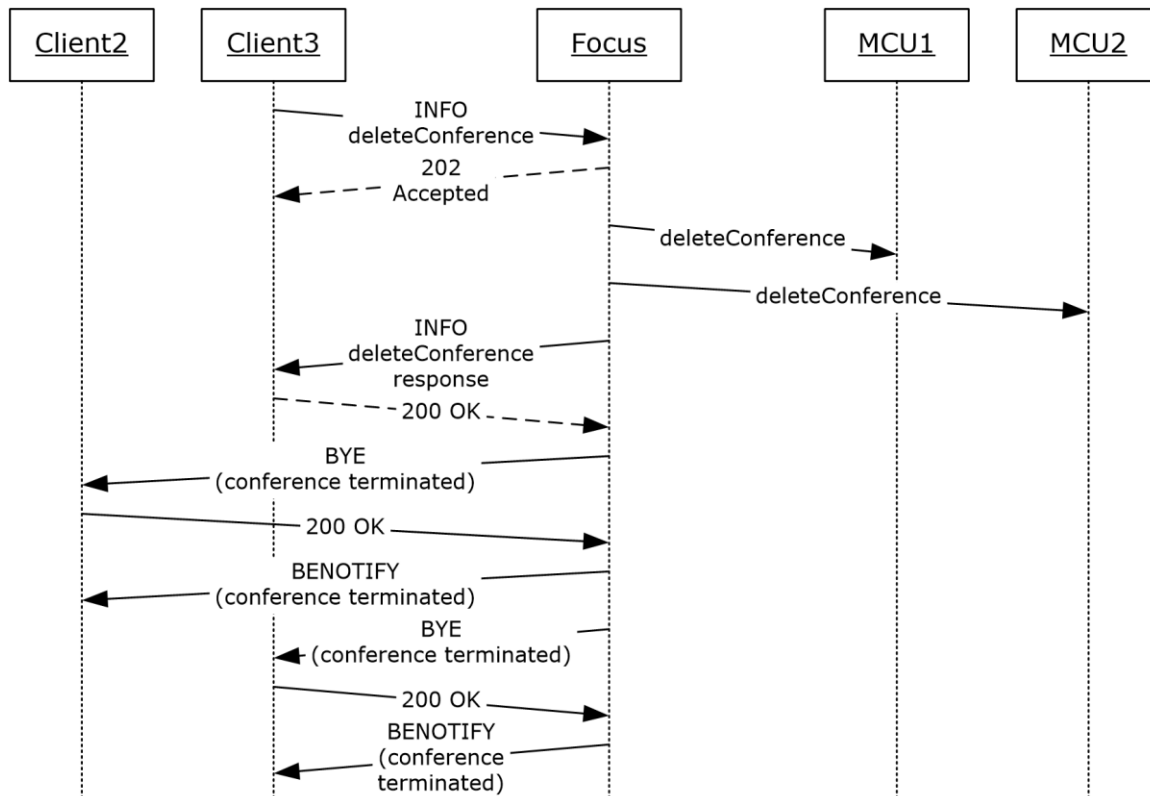 Client2
Client3
Focus
MCU1
MCU2
INFO
deleteConference
202
Accepted
deleteConference
deleteConference
INFO
deleteConference
response
200 OK
BYE
(conference terminated)
200 OK
BENOTIFY
(conference terminated)
BYE
(conference terminated)
200 OK
BENOTIFY
(conference
terminated)